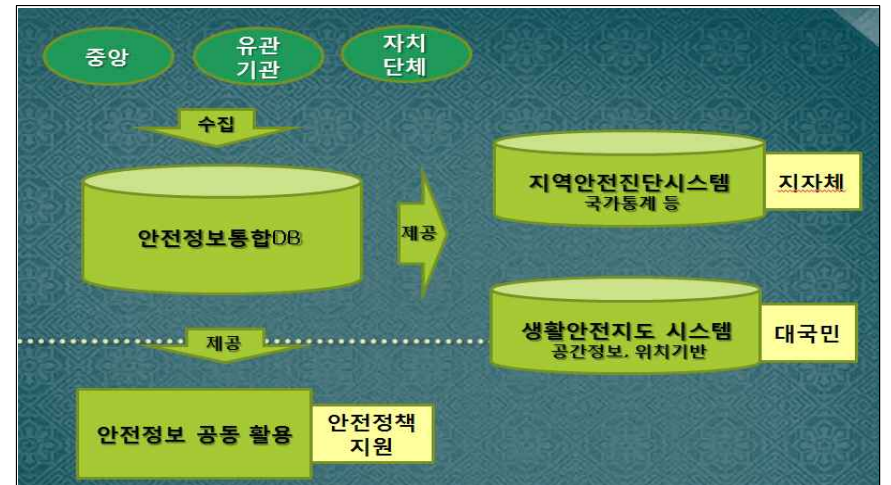 중앙
유관
기관
자치
단체
수집
안전정보통합DB
제공
지역안전진단시스템
국가통계 등
지자체
생활안전지도 시스템
공간정보. 위치기반
대국민
제공
안전정보 공동 활용
안전정책
지원